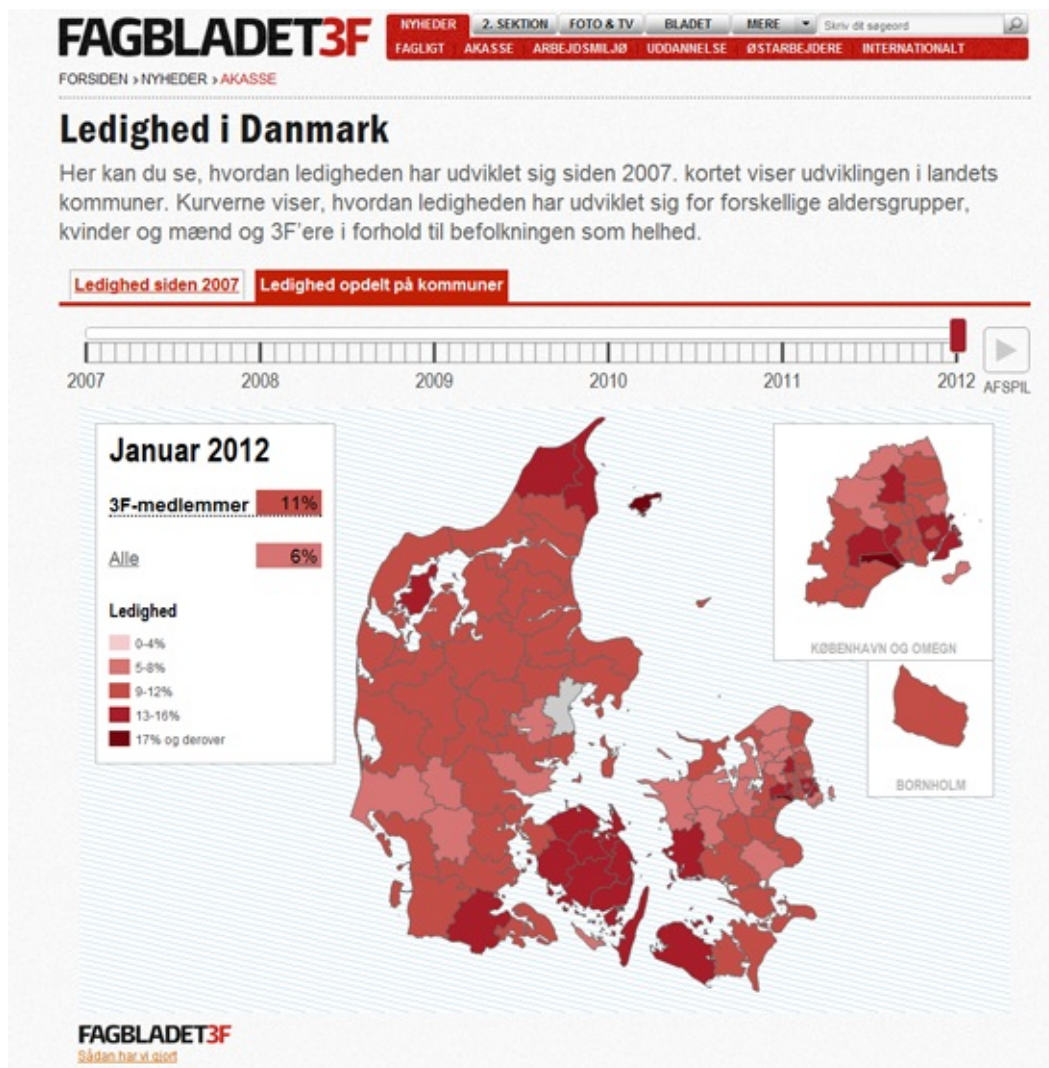 FAGBLADET3F
NYHEDER 2. SEKTION FOTO & TV BLADET MERE Skriv dit søgeord
FAGLIGT AKASSE ARBEJDSMILJØ UDDANNELSE ØSTARBEJDERE INTERNATIONALT
FORSIDEN › NYHEDER › AKASSE
Ledighed i Danmark
Her kan du se, hvordan ledigheden har udviklet sig siden 2007. kortet viser udviklingen i landets
kommuner. Kurverne viser, hvordan ledigheden har udviklet sig for forskellige aldersgrupper,
kvinder og mænd og 3F'ere i forhold til befolkningen som helhed.
Ledighed siden 2007 Ledighed opdelt på kommuner
2007 2008 2009 2010 2011 2012 AFSPIL
Januar 2012
3F-medlemmer 11%
Alle 6%
Ledighed
0-4%
5-8%
9-12%
13-16%
17% og derover
KØBENHAVN OG OMEGN
BORNHOLM
FAGBLADET3F
Sådan har vi gjort